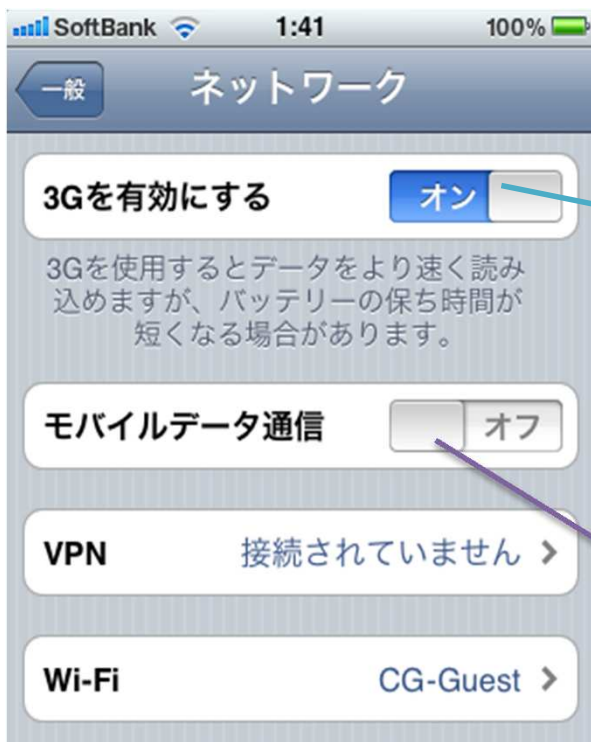 SoftBank 1:41 100%
一般 ネットワーク
3Gを有効にする オン
3Gを使用するとデータをより速く読み
込めますが、バッテリーの保ち時間が
短くなる場合があります。
モバイルデータ通信 オフ
VPN 接続されていません
Wi-Fi CG-Guest